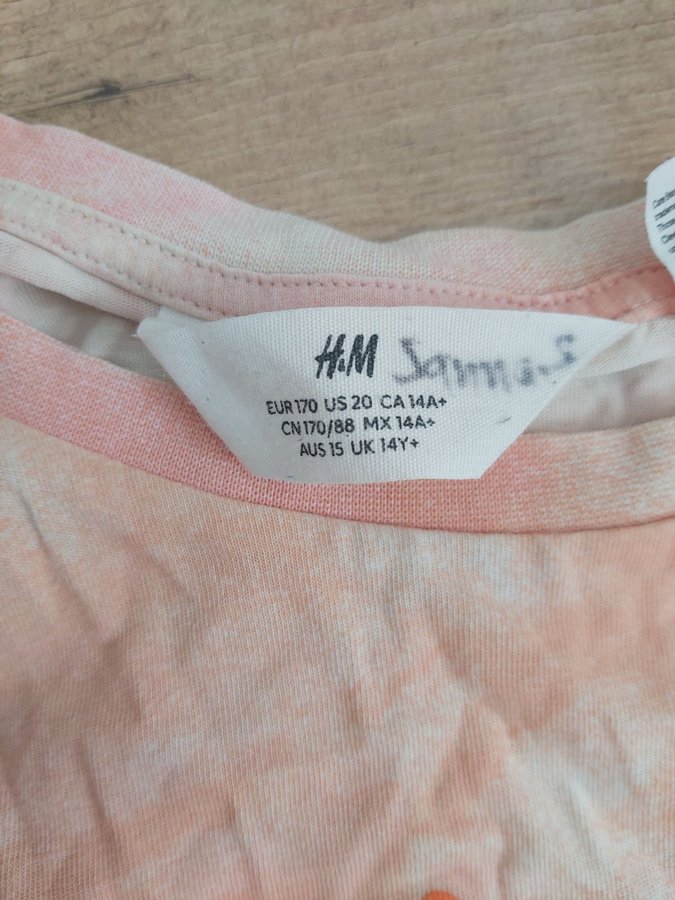 H&M
EUR 170 US 20 CA 14A+
CN 170/88 MX 14A+
AUS 15 UK 14Y+